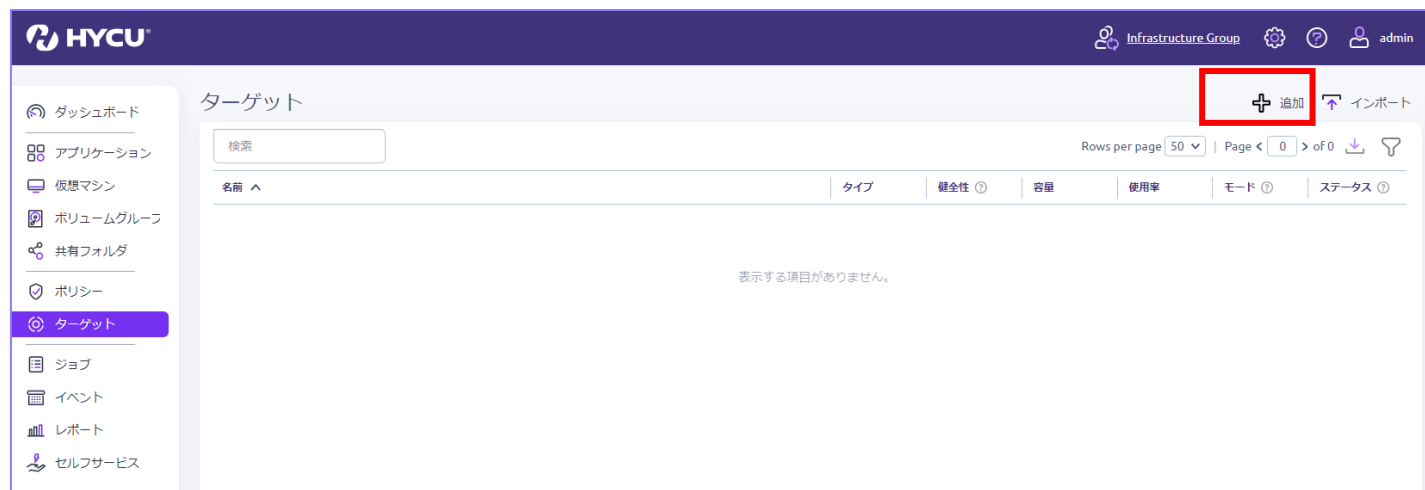 HYCU
Infrastructure Group
admin
ダッシュボード
アプリケーション
仮想マシン
ボリュームグループ
共有フォルダ
ポリシー
ターゲット
ジョブ
イベント
レポート
セルフサービス
ターゲット
追加
インポート
検索
Rows per page 50 | Page < 0 > of 0
名前 タイプ 健全性 容量 使用率 モード ステータス
表示する項目がありません。